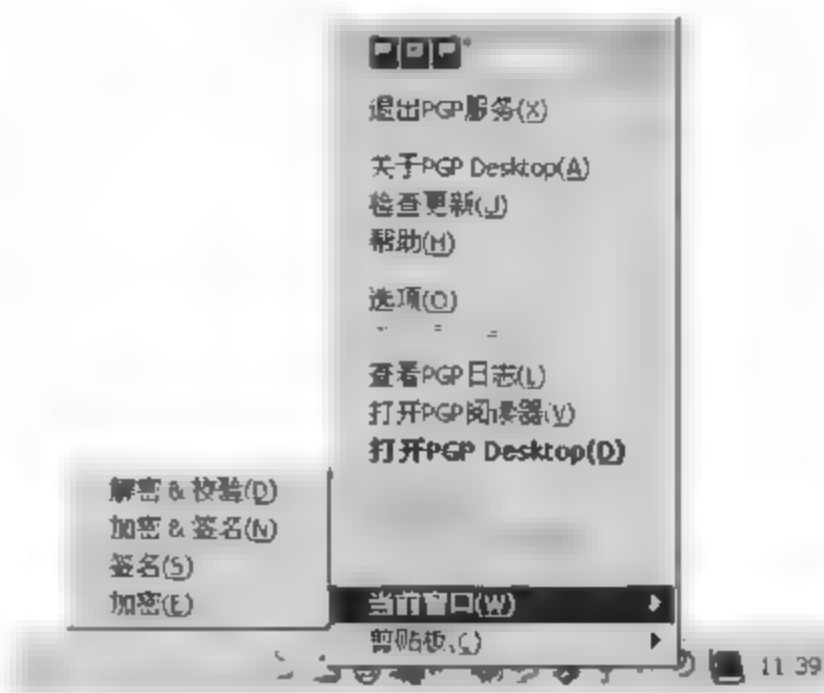 PGP
退出PGP服务(X)
关于PGP Desktop(A)
检查更新(J)
帮助(H)
选项(O)
查看PGP日志(L)
打开PGP阅读器(V)
打开PGP Desktop(D)
解密 & 校验(D)
加密 & 签名(N)
签名(S)
加密(E)
当前窗口(W)
剪贴板(C)
11:39